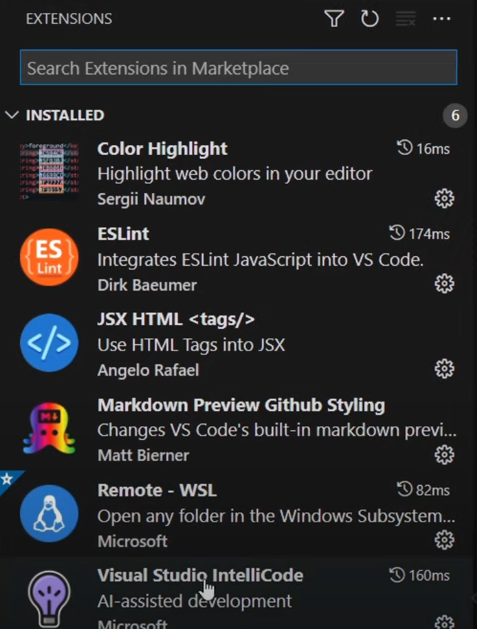 EXTENSIONS
Search Extensions in Marketplace
INSTALLED 6
Color Highlight 16ms
Highlight web colors in your editor
Sergii Naumov
ES
Lint
ESLint 174ms
Integrates ESLint JavaScript into VS Code.
Dirk Baeumer
JSX HTML <tags/>
Use HTML Tags into JSX
Angelo Rafael
Markdown Preview Github Styling
Changes VS Code's built-in markdown previ...
Matt Bierner
Remote - WSL 82ms
Open any folder in the Windows Subsystem...
Microsoft
Visual Studio IntelliCode 160ms
AI-assisted development
Microsoft